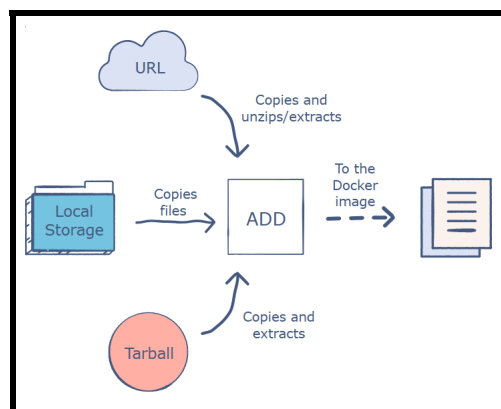 URL
Copies and
unzips/extracts
Local
Storage
Copies
files
ADD
To the
Docker
image
Copies and
extracts
Tarball